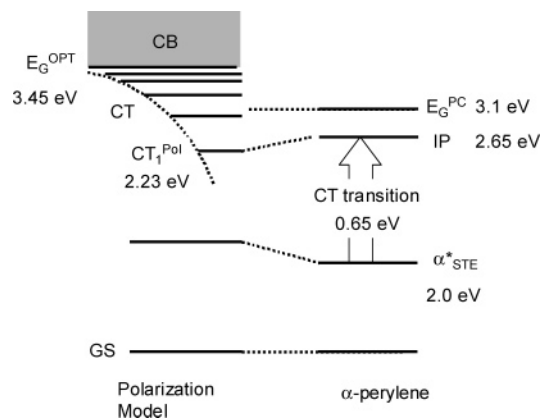 CB
E_G^OPT
3.45 eV
CT
CT_1^Pol
2.23 eV
E_G^PC 3.1 eV
IP 2.65 eV
CT transition
0.65 eV
α*_STE
2.0 eV
GS
Polarization
Model
α-perylene